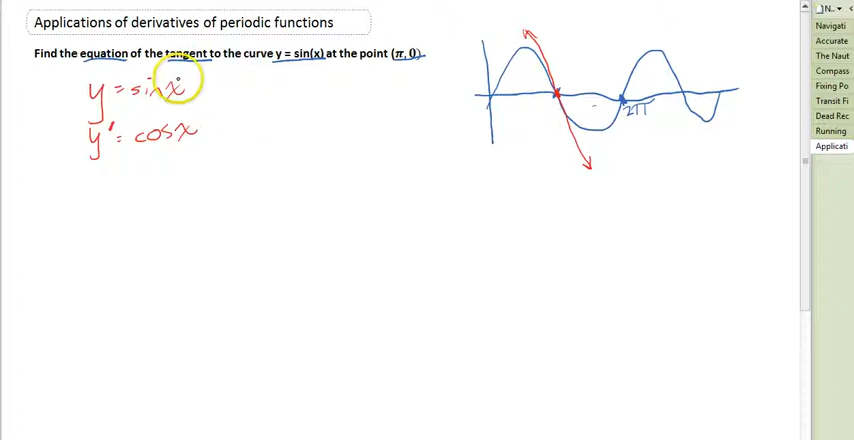 Applications of derivatives of periodic functions
Find the equation of the tangent to the curve y = sin(x) at the point (π, 0).
y = sin x
y' = cos x
2π
N..
Navigati
Accurate
The Naut
Compass
Fixing Po
Transit Fi
Dead Rec
Running
Applicati